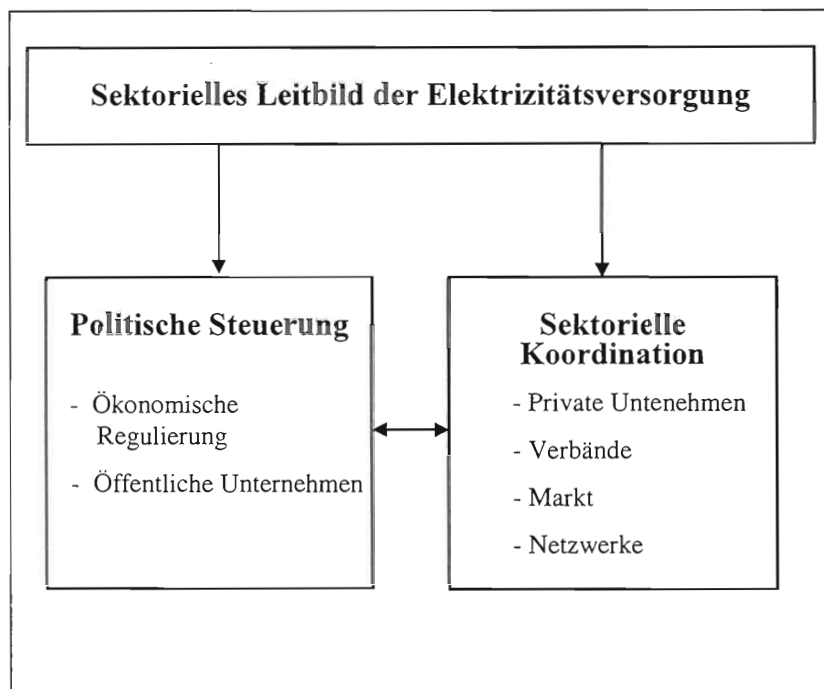 Sektorielles Leitbild der Elektrizitätsversorgung
Politische Steuerung
- Ökonomische
Regulierung
- Öffentliche Unternehmen
Sektorielle
Koordination
- Private Untenehmen
- Verbände
- Markt
- Netzwerke